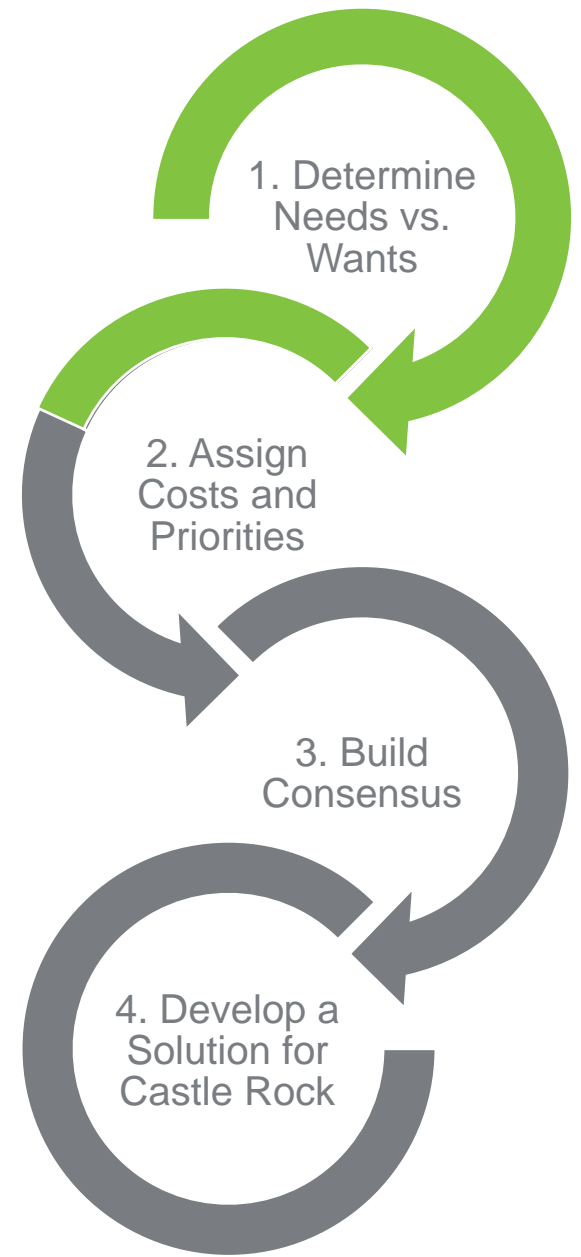 1. Determine
Needs vs.
Wants
2. Assign
Costs and
Priorities
3. Build
Consensus
4. Develop a
Solution for
Castle Rock